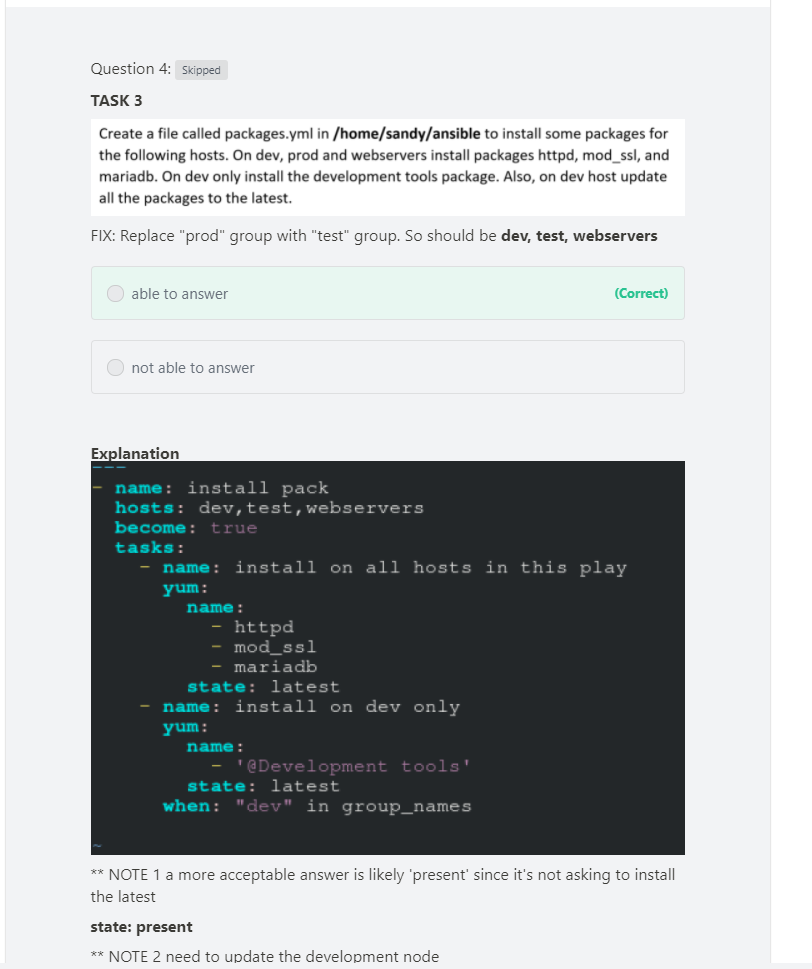 Question 4: Skipped
TASK 3
Create a file called packages.yml in /home/sandy/ansible to install some packages for
the following hosts. On dev, prod and webservers install packages httpd, mod_ssl, and
mariadb. On dev only install the development tools package. Also, on dev host update
all the packages to the latest.
FIX: Replace "prod" group with "test" group. So should be dev, test, webservers
able to answer (Correct)
not able to answer
Explanation
---
- name: install pack
  hosts: dev,test,webservers
  become: true
  tasks:
    - name: install on all hosts in this play
      yum:
        name:
          - httpd
          - mod_ssl
          - mariadb
        state: latest
    - name: install on dev only
      yum:
        name:
          - '@Development tools'
        state: latest
      when: "dev" in group_names
~
** NOTE 1 a more acceptable answer is likely 'present' since it's not asking to install
the latest
state: present
** NOTE 2 need to update the development node